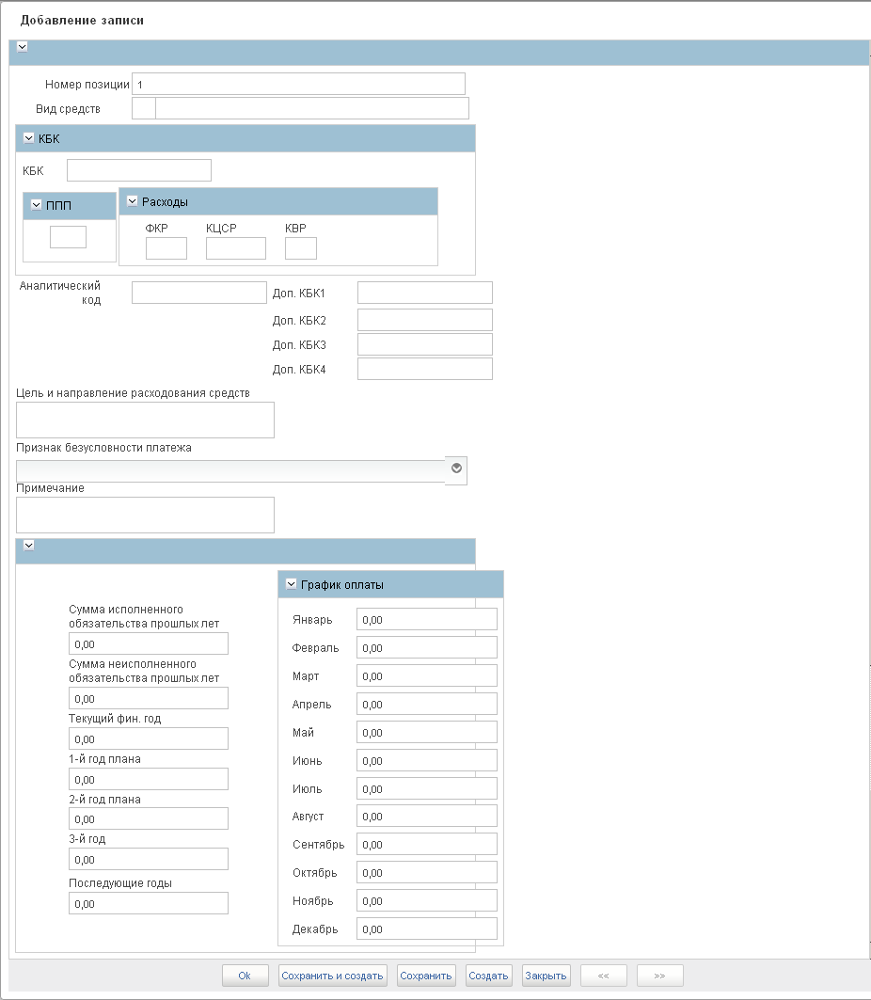 Добавление записи
Номер позиции 1
Вид средств
КБК
КБК
ППП
Расходы
ФКР КЦСР КВР
Аналитический
код
Доп. КБК1
Доп. КБК2
Доп. КБК3
Доп. КБК4
Цель и направление расходования средств
Признак безусловности платежа
Примечание
Сумма исполненного
обязательства прошлых лет
0,00
Сумма неисполненного
обязательства прошлых лет
0,00
Текущий фин. год
0,00
1-й год плана
0,00
2-й год плана
0,00
3-й год
0,00
Последующие годы
0,00
График оплаты
Январь 0,00
Февраль 0,00
Март 0,00
Апрель 0,00
Май 0,00
Июнь 0,00
Июль 0,00
Август 0,00
Сентябрь 0,00
Октябрь 0,00
Ноябрь 0,00
Декабрь 0,00
Ok Сохранить и создать Сохранить Создать Закрыть << >>